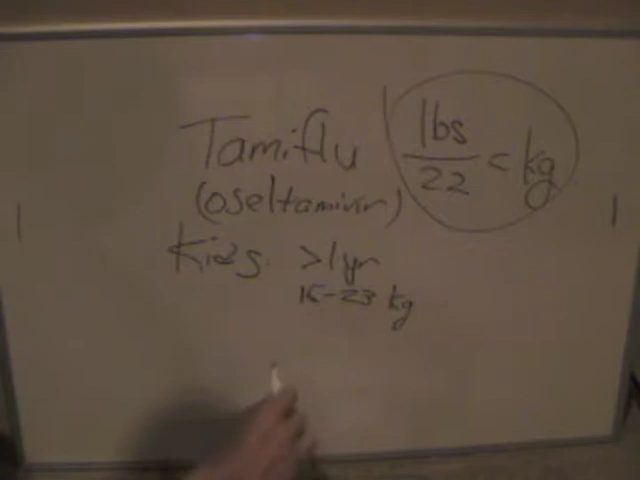 Tamiflu
(oseltamivir)
lbs
22 = kg
Kids: >1yr
15-23 kg